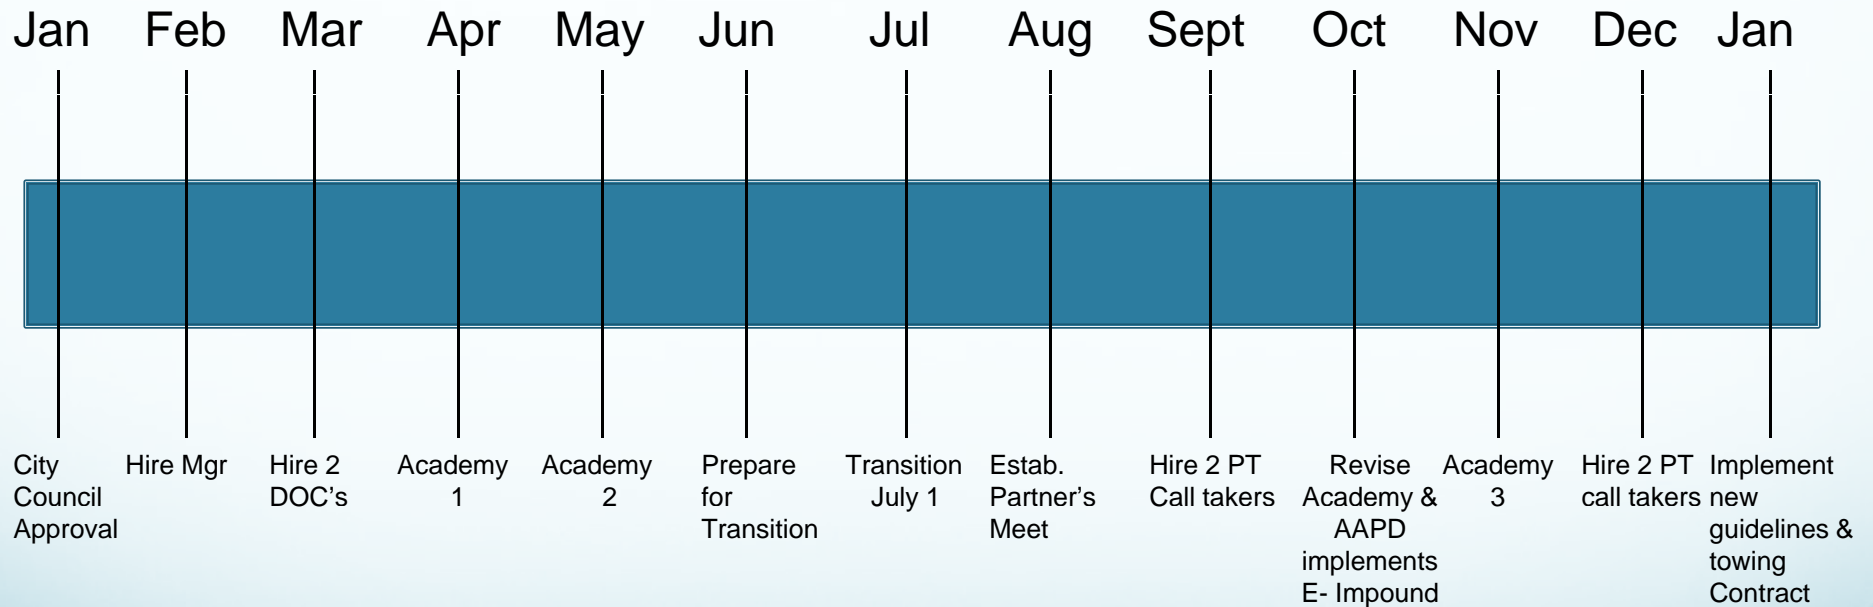 Jan Feb Mar Apr May Jun Jul Aug Sept Oct Nov Dec Jan
City
Council
Approval
Hire Mgr
Hire 2
DOC's
Academy
1
Academy
2
Prepare
for
Transition
Transition
July 1
Estab.
Partner's
Meet
Hire 2 PT
Call takers
Revise
Academy &
AAPD
implements
E- Impound
Academy
3
Hire 2 PT
call takers
Implement
new
guidelines &
towing
Contract